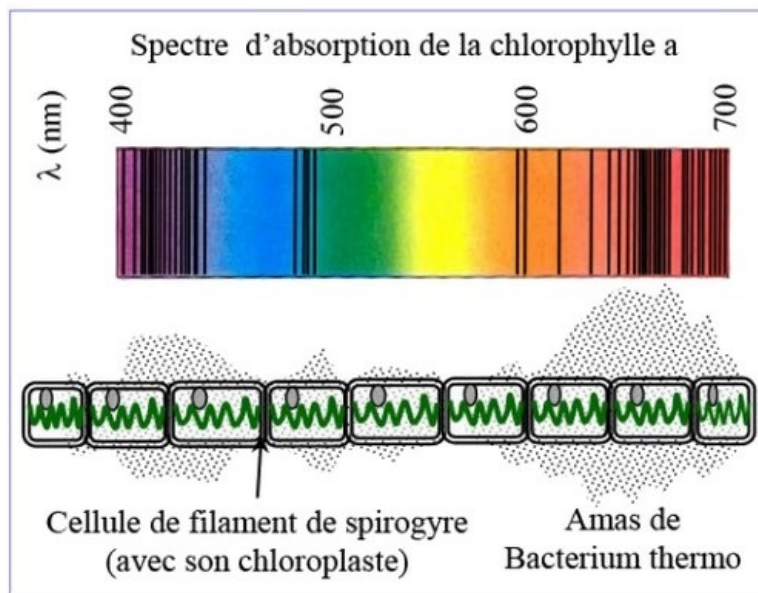 Spectre d'absorption de la chlorophylle a
λ (nm)
400
500
600
700
Cellule de filament de spirogyre
(avec son chloroplaste)
Amas de
Bacterium thermo